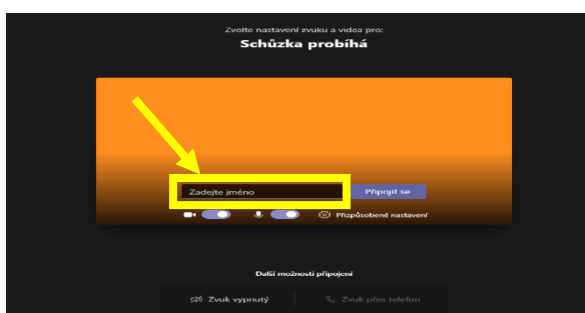 Zvolte nastavení zvuku a videa pro:
Schůzka probíhá
Zadejte jméno
Připojit se
Přizpůsobené nastavení
Další možnosti připojení
Zvuk vypnutý
Zvuk přes telefon